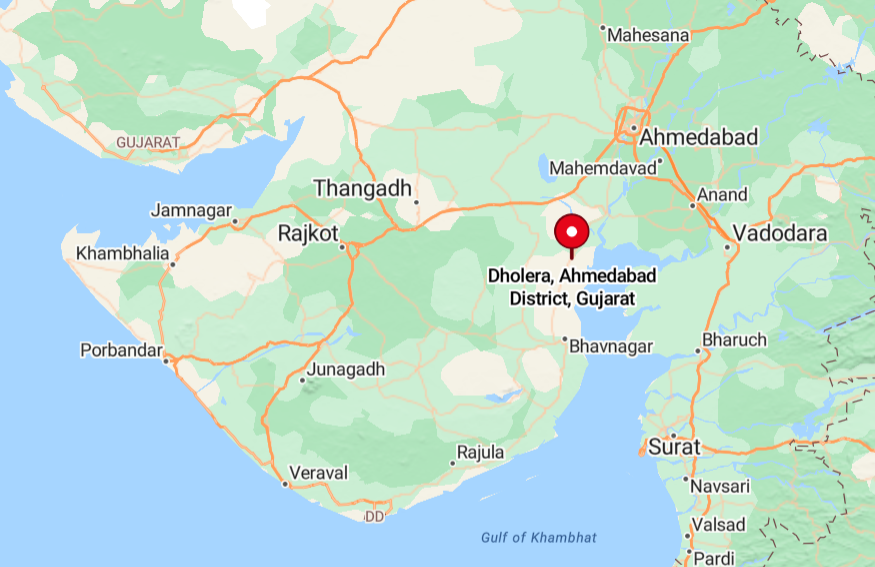 Mahesana
Ahmedabad
GUJARAT
Mahemdavad
Thangadh
Anand
Jamnagar
Rajkot
Vadodara
Khambhalia
Dholera, Ahmedabad
District, Gujarat
Porbandar
Bhavnagar
Bharuch
Junagadh
Surat
Rajula
Veraval
Navsari
DD
Valsad
Gulf of Khambhat
Pardi